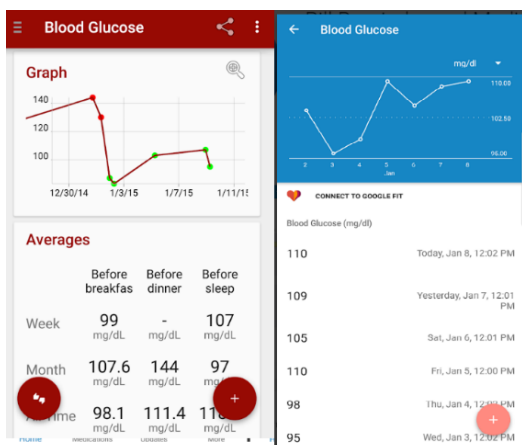 Blood Glucose
Graph
140
120
100
12/30/14 1/3/15 1/7/15 1/11/15
Averages
Before breakfas
Before dinner
Before sleep
Week 99 - 107
mg/dL mg/dL mg/dL
Month 107.6 144 97
mg/dL mg/dL
98.1 111.4
mg/dL mg/dL
Home Medications Updates More
Blood Glucose
mg/dl
110.00
102.50
95.00
2 3 4 5 6 7 8
Jan
CONNECT TO GOOGLE FIT
Blood Glucose (mg/dl)
110 Today, Jan 8, 12:02 PM
109 Yesterday, Jan 7, 12:01
PM
105 Sat, Jan 6, 12:01 PM
110 Fri, Jan 5, 12:00 PM
98 Thu, Jan 4,
95 Wed, Jan 3, 12:02 PM